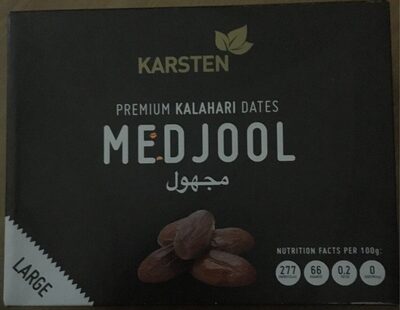 KARSTEN
PREMIUM KALAHARI DATES
MEDJOOL
مجهول
LARGE
NUTRITION FACTS PER 100g:
277 66 0.2 0